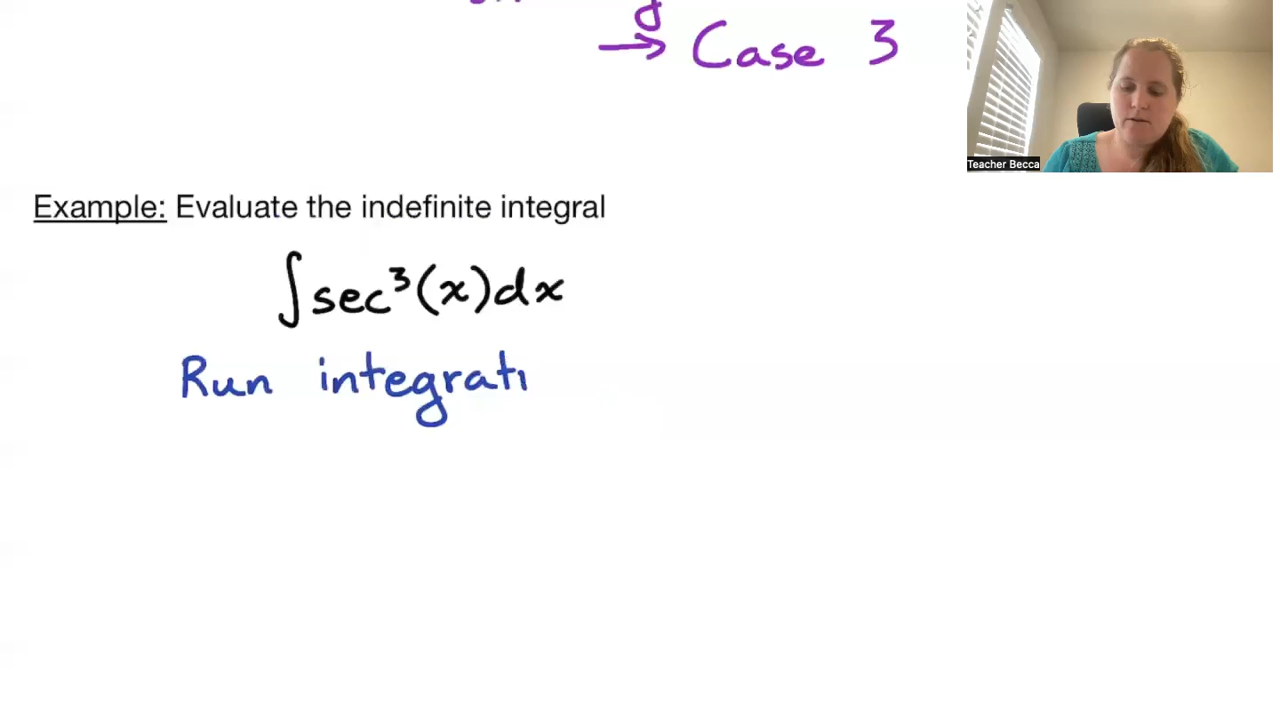 → Case 3
Teacher Becca
Example: Evaluate the indefinite integral
∫sec³(x)dx
Run integrati